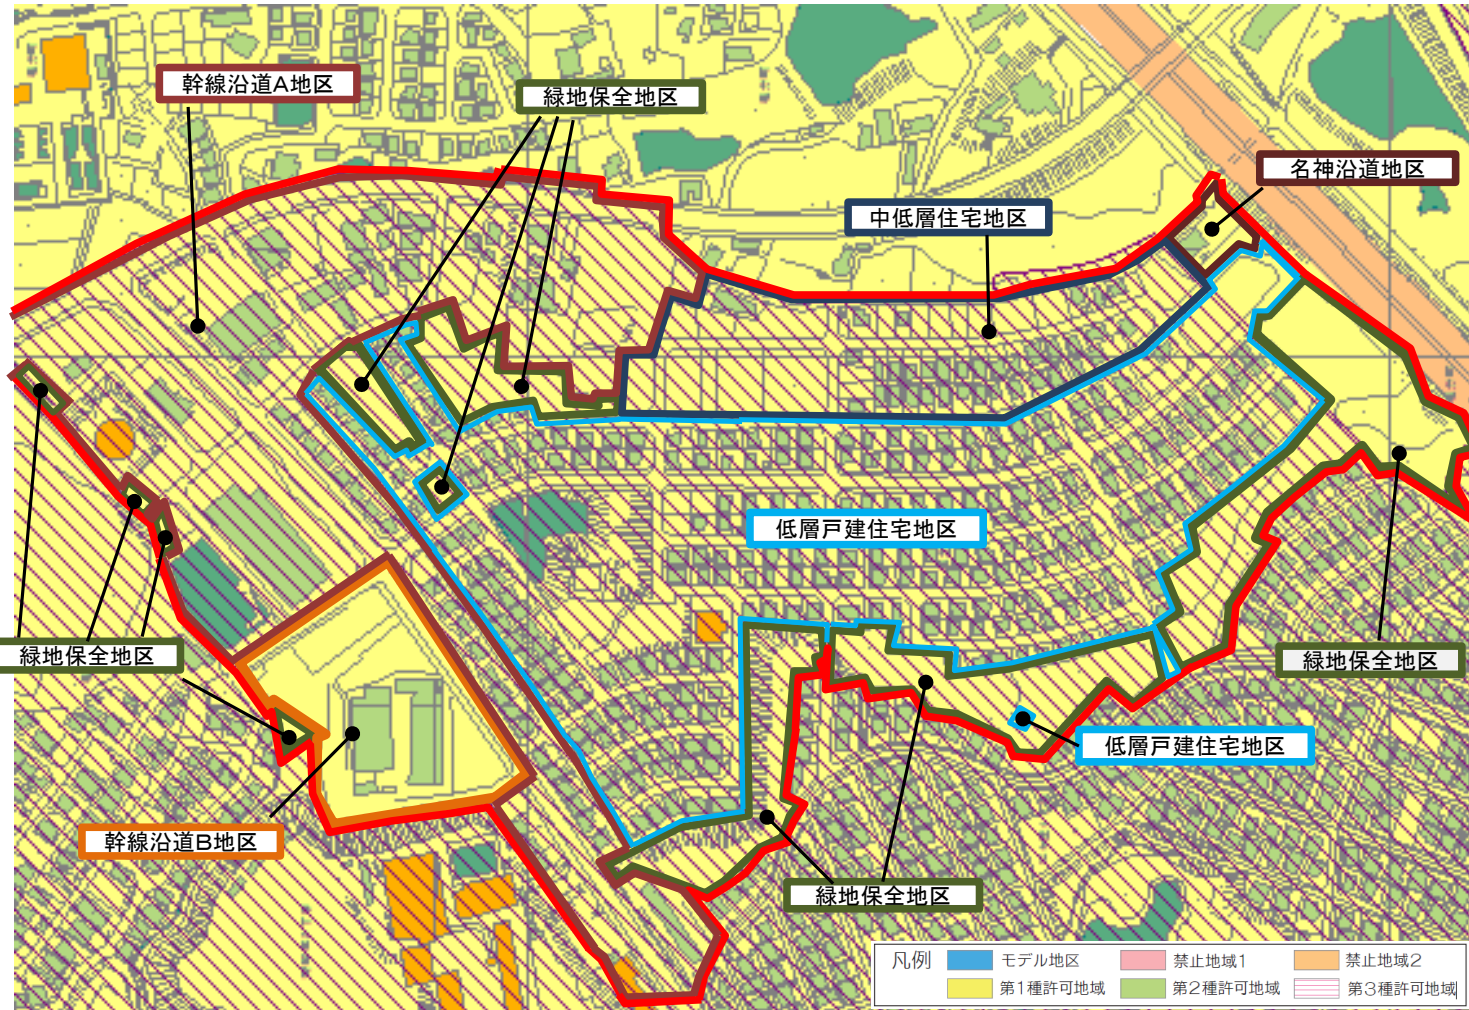 幹線沿道A地区
緑地保全地区
名神沿道地区
中低層住宅地区
低層戸建住宅地区
緑地保全地区
緑地保全地区
低層戸建住宅地区
幹線沿道B地区
緑地保全地区
凡例
モデル地区
禁止地域1
禁止地域2
第1種許可地域
第2種許可地域
第3種許可地域